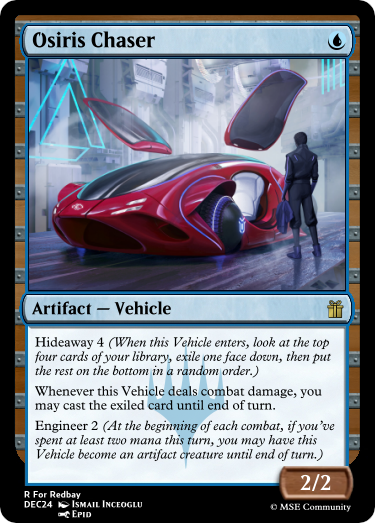 Osiris Chaser
Artifact — Vehicle
Hideaway 4 (When this Vehicle enters, look at the top
four cards of your library, exile one face down, then put
the rest on the bottom in a random order.)
Whenever this Vehicle deals combat damage, you
may cast the exiled card until end of turn.
Engineer 2 (At the beginning of each combat, if you've
spent at least two mana this turn, you may have this
Vehicle become an artifact creature until end of turn.)
2/2
R For Redbay
DEC24 Ismail Inceoglu
Epid
© MSE Community